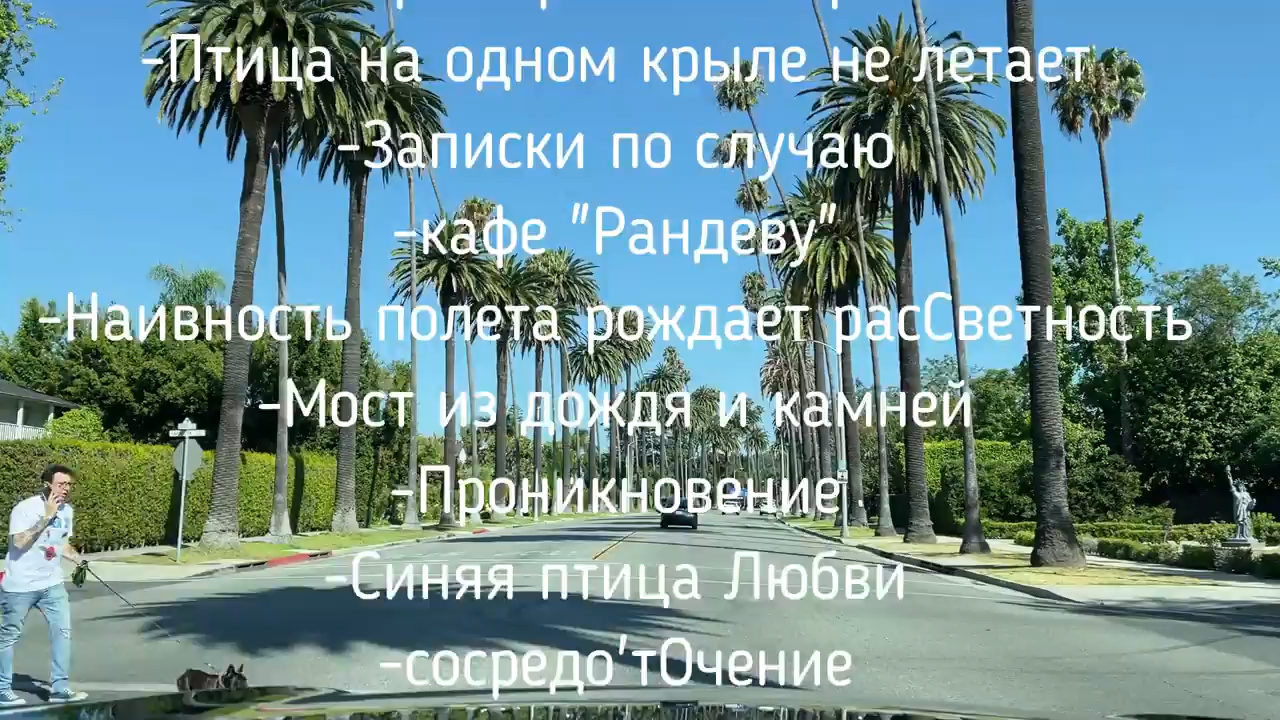 -Птица на одном крыле не летает
-Записки по случаю
-кафе "Рандеву"
-Наивность полета рождает расСветность
-Мост из дождя и камней
-Проникновение
-Синяя птица Любви
-сосредо'тОчение